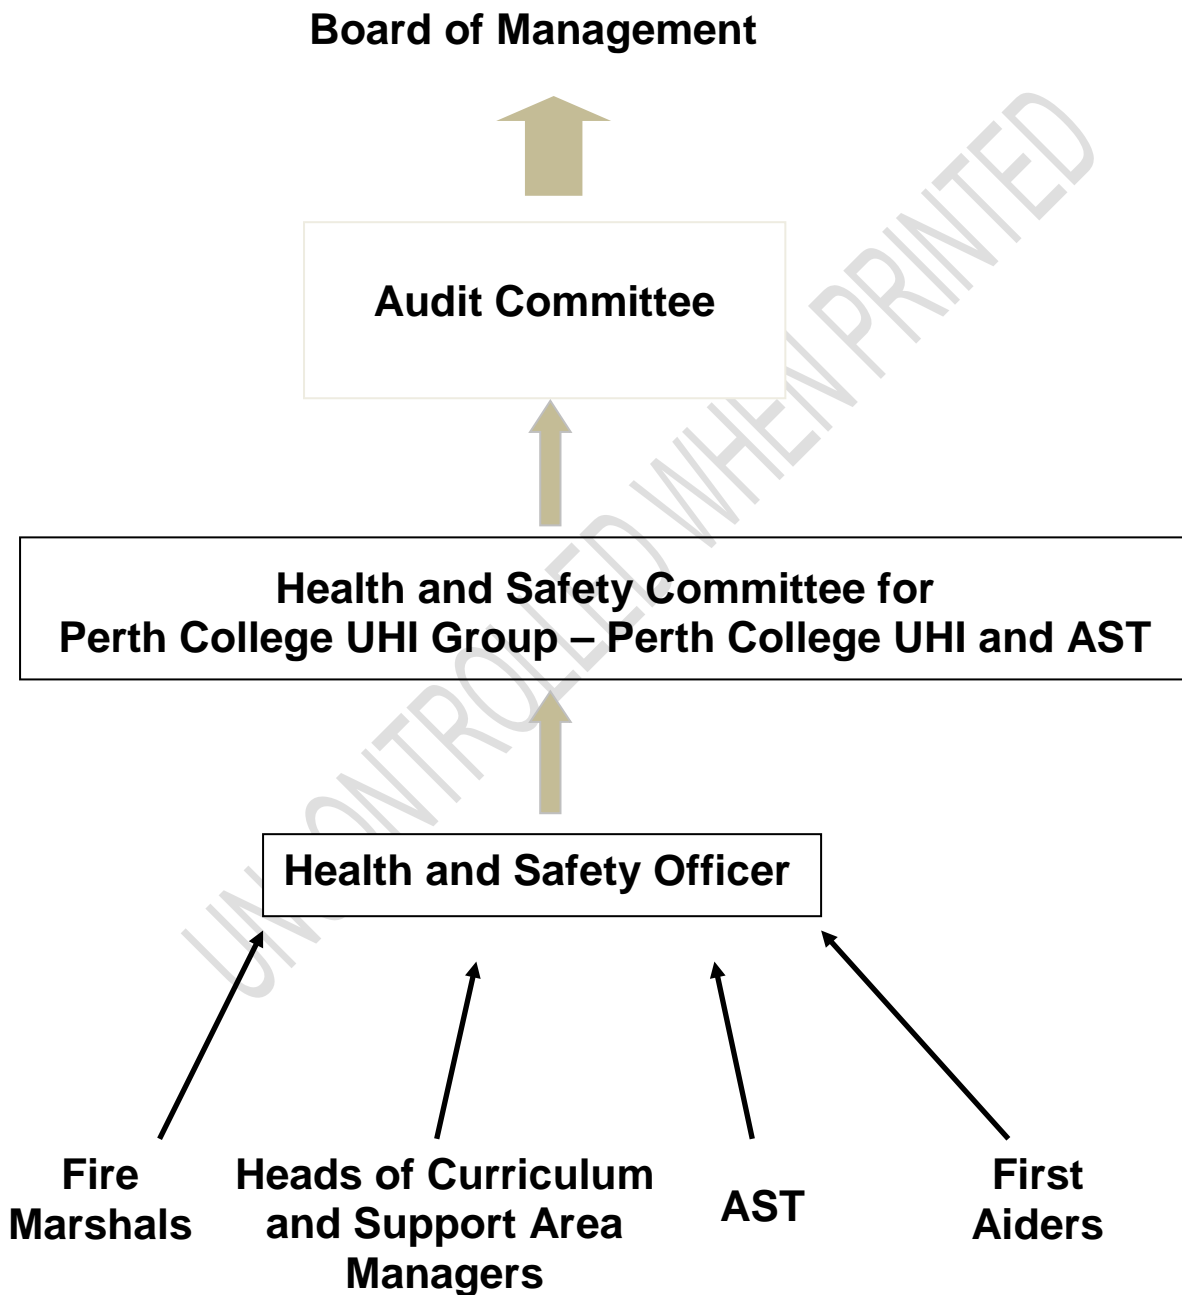 Board of Management
Audit Committee
UNCONTROLLED WHEN PRINTED
Health and Safety Committee for
Perth College UHI Group – Perth College UHI and AST
Health and Safety Officer
Fire
Marshals
Heads of Curriculum
and Support Area
Managers
AST
First
Aiders